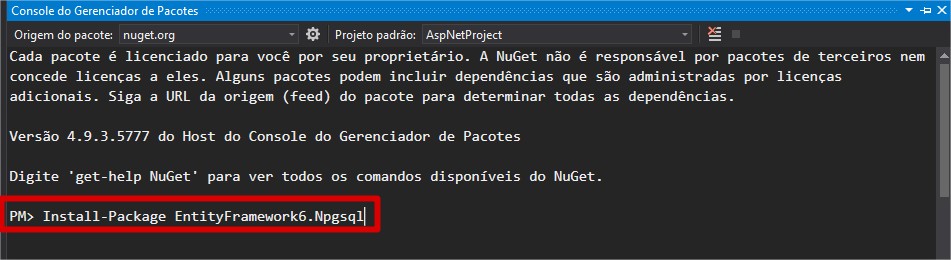 Console do Gerenciador de Pacotes
Origem do pacote: nuget.org Projeto padrão: AspNetProject
Cada pacote é licenciado para você por seu proprietário. A NuGet não é responsável por pacotes de terceiros nem
concede licenças a eles. Alguns pacotes podem incluir dependências que são administradas por licenças
adicionais. Siga a URL da origem (feed) do pacote para determinar todas as dependências.
Versão 4.9.3.5777 do Host do Console do Gerenciador de Pacotes
Digite 'get-help NuGet' para ver todos os comandos disponíveis do NuGet.
PM> Install-Package EntityFramework6.Npgsql